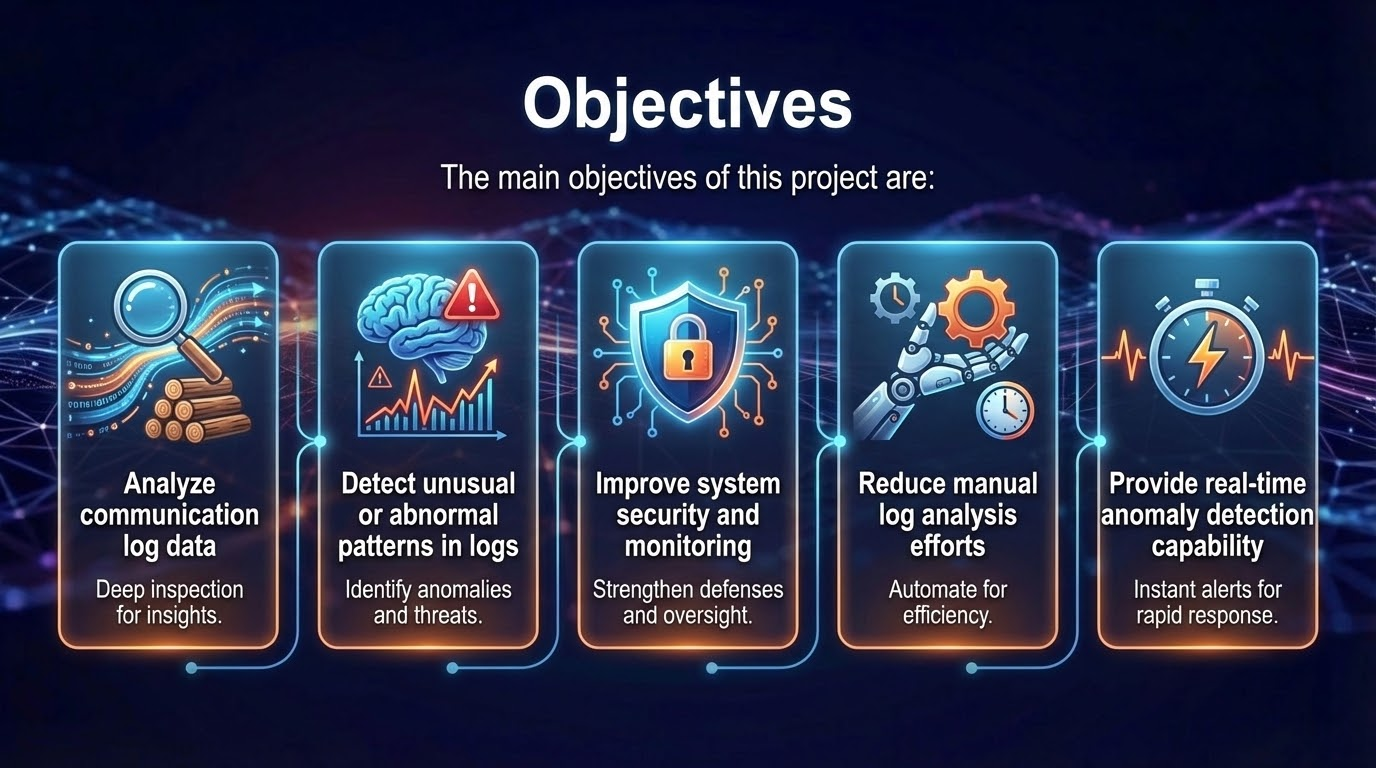 Objectives
The main objectives of this project are:
Analyze
communication
log data
Deep inspection
for insights.
Detect unusual
or abnormal
patterns in logs
Identify anomalies
and threats.
Improve system
security and
monitoring
Strengthen defenses
and oversight.
Reduce manual
log analysis
efforts
Automate for
efficiency.
Provide real-time
anomaly detection
capability
Instant alerts for
rapid response.